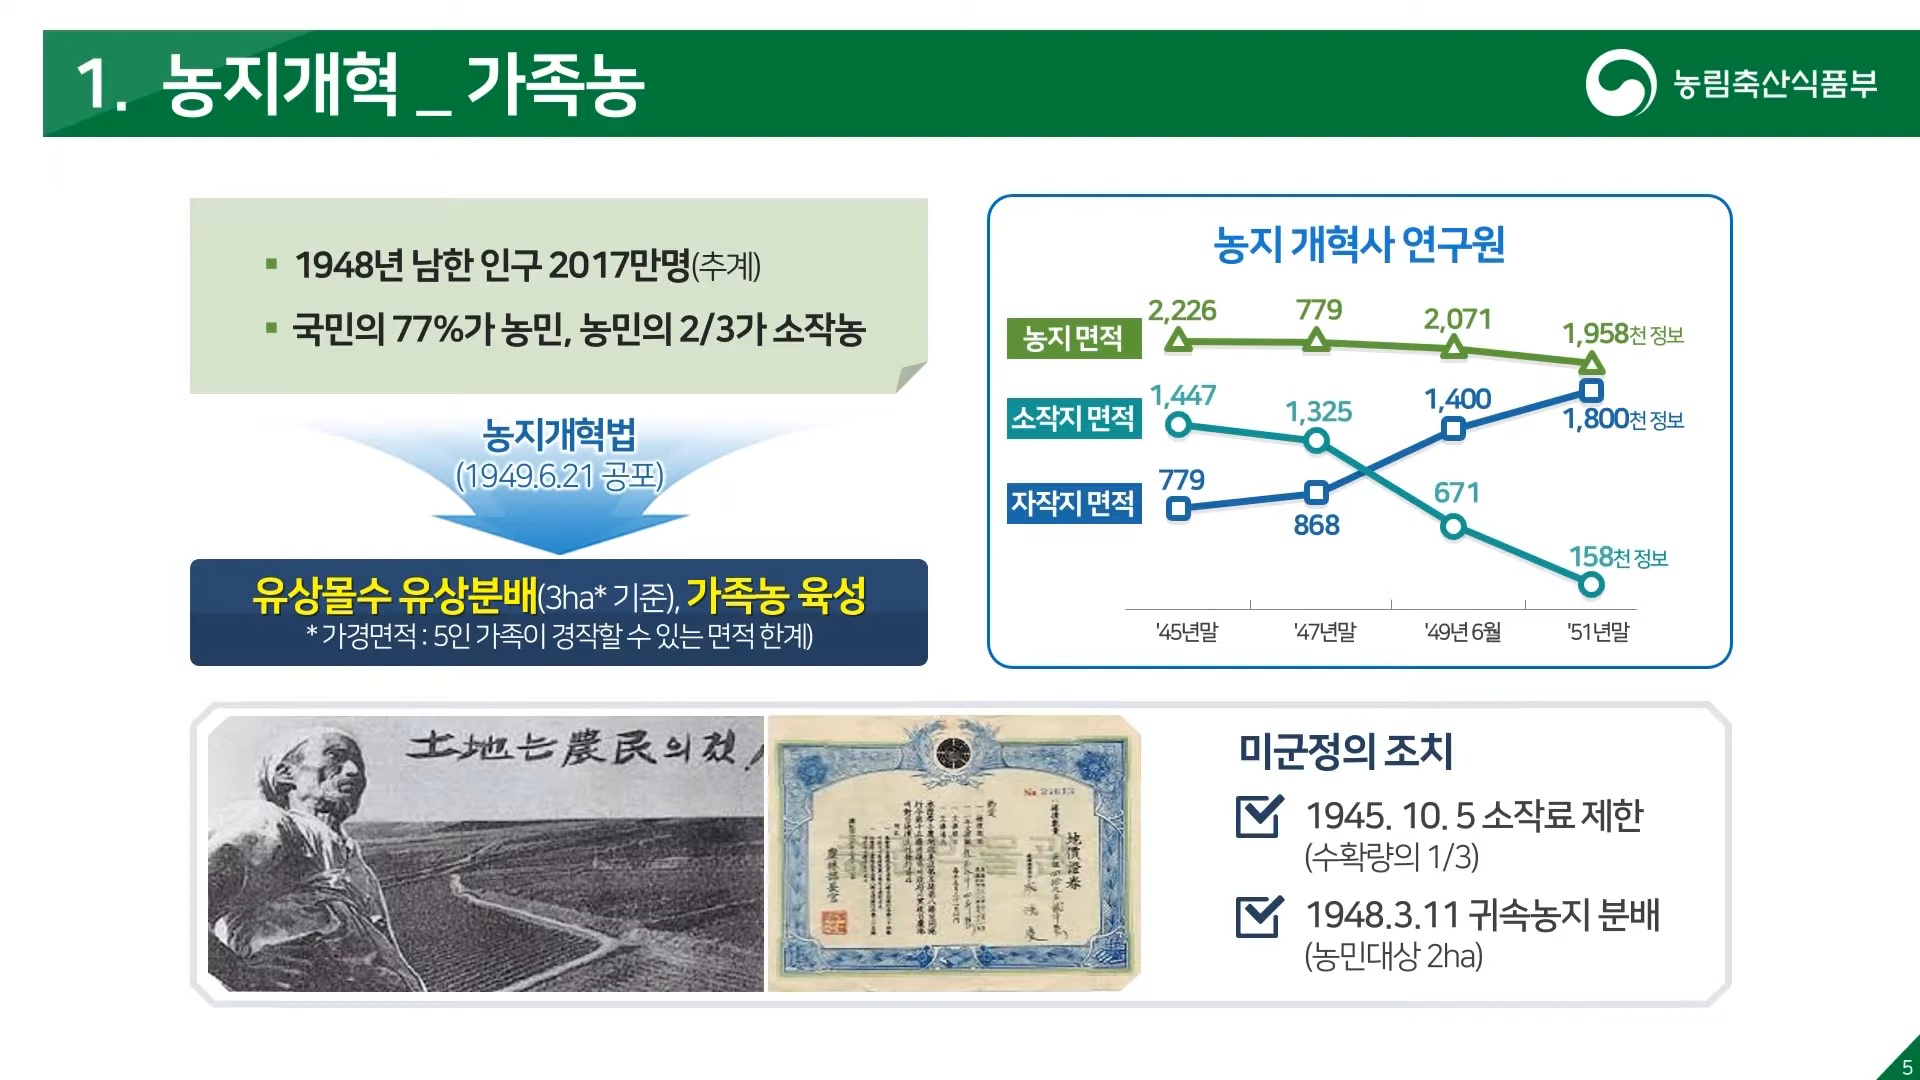 1. 농지개혁 _ 가족농
농림축산식품부
1948년 남한 인구 2017만명(추계)
국민의 77%가 농민, 농민의 2/3가 소작농
농지개혁법
(1949.6.21 공포)
유상몰수 유상분배(3ha* 기준), 가족농 육성
* 가경면적 : 5인 가족이 경작할 수 있는 면적 한계)
농지 개혁사 연구원
농지 면적
2,226
779
2,071
1,958천 정보
소작지 면적
1,447
1,325
671
158천 정보
자작지 면적
779
868
1,400
1,800천 정보
'45년말
'47년말
'49년 6월
'51년말
土地는 農民의 것
地價證券
미군정의 조치
1945. 10. 5 소작료 제한
(수확량의 1/3)
1948.3.11 귀속농지 분배
(농민대상 2ha)
5